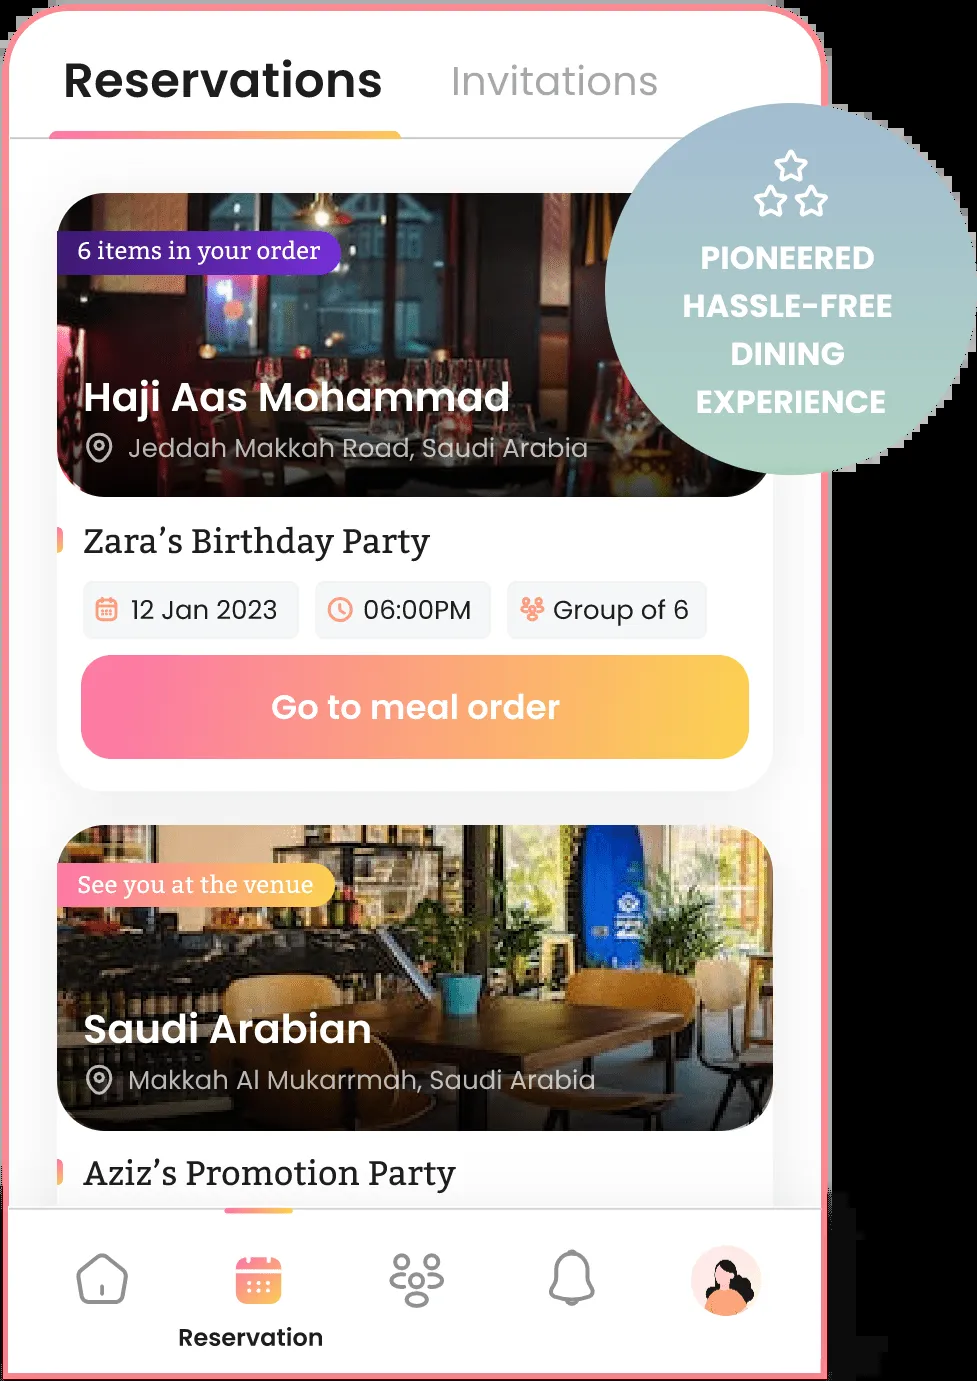 Reservations
Invitations
6 items in your order
PIONEERED
HASSLE-FREE
DINING
EXPERIENCE
Haji Aas Mohammad
Jeddah Makkah Road, Saudi Arabia
Zara’s Birthday Party
12 Jan 2023
06:00PM
Group of 6
Go to meal order
See you at the venue
Saudi Arabian
Makkah Al Mukarrmah, Saudi Arabia
Aziz’s Promotion Party
Reservation